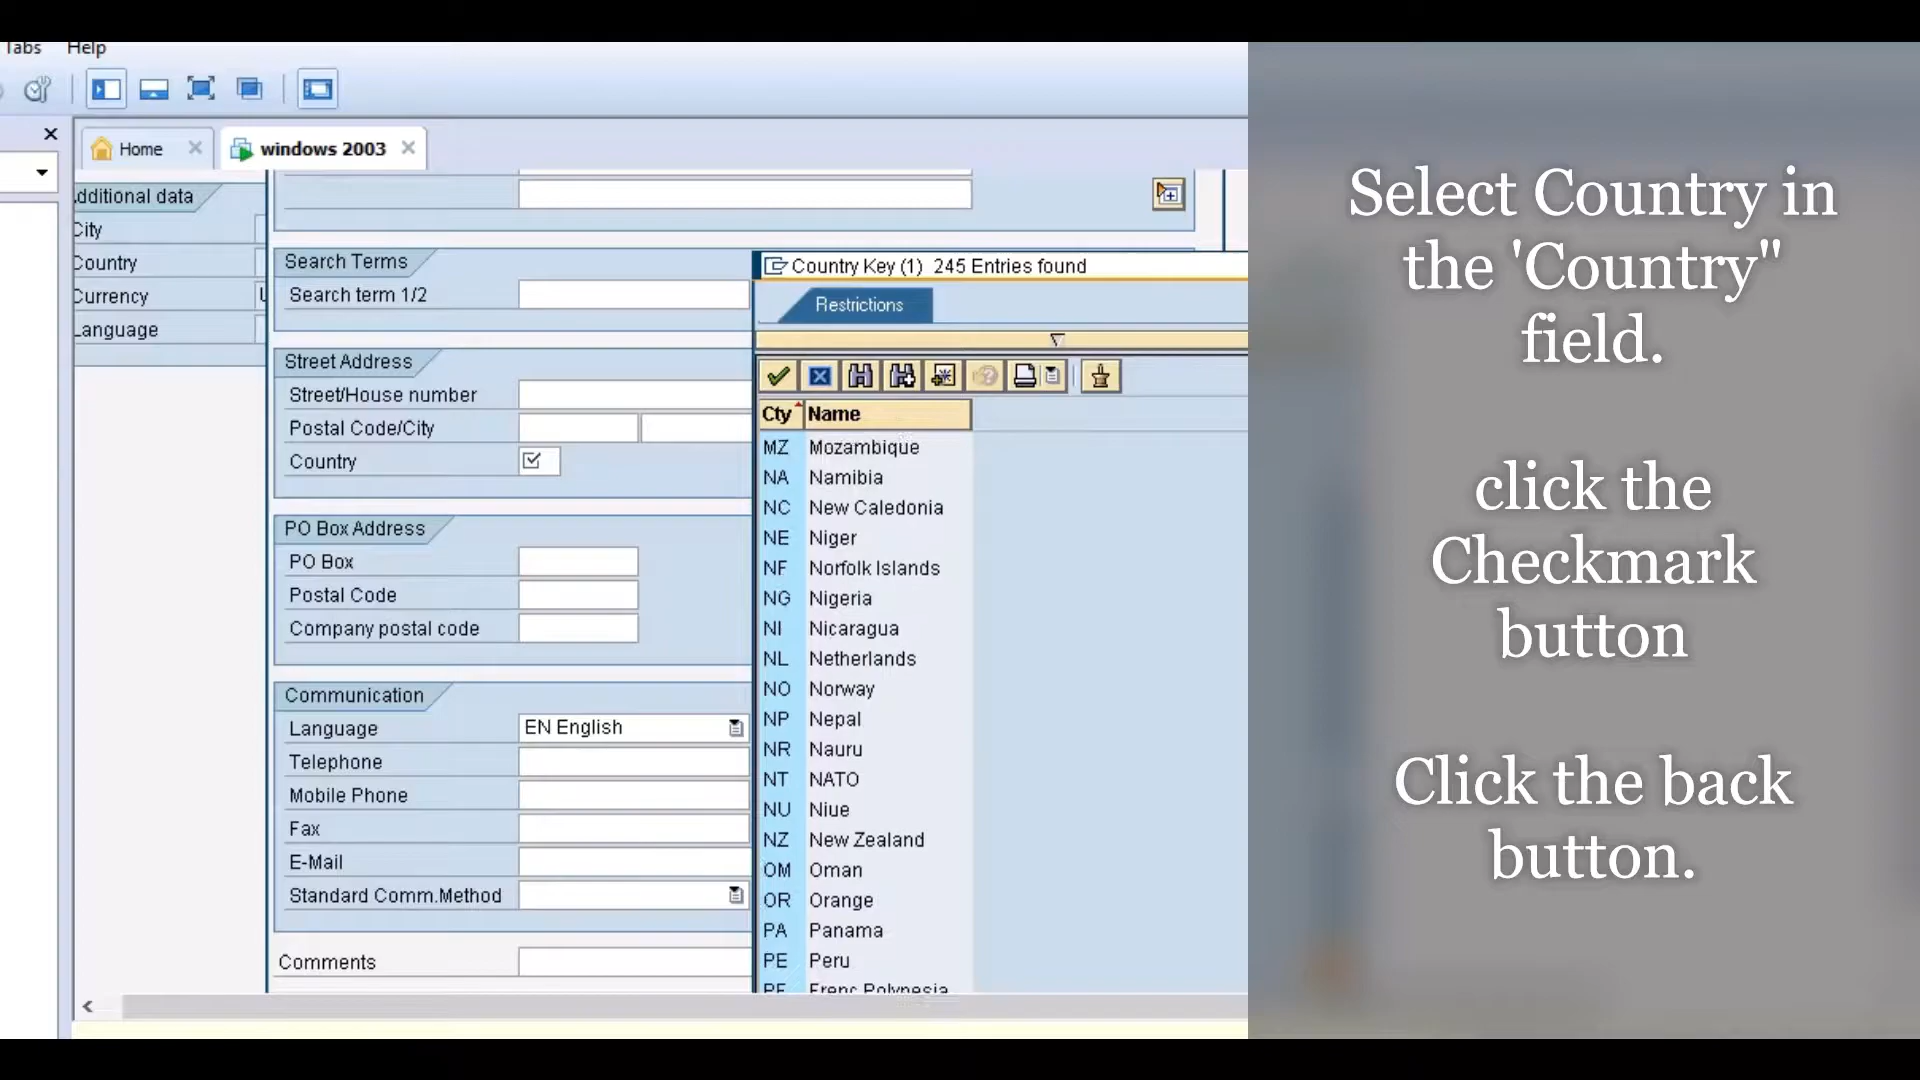 Tabs Help
Home
windows 2003
dditional data
City
Country
Currency
Language
Search Terms
Search term 1/2
Street Address
Street/House number
Postal Code/City
Country
PO Box Address
PO Box
Postal Code
Company postal code
Communication
Language EN English
Telephone
Mobile Phone
Fax
E-Mail
Standard Comm.Method
Comments
Country Key (1) 245 Entries found
Restrictions
Cty Name
MZ Mozambique
NA Namibia
NC New Caledonia
NE Niger
NF Norfolk Islands
NG Nigeria
NI Nicaragua
NL Netherlands
NO Norway
NP Nepal
NR Nauru
NT NATO
NU Niue
NZ New Zealand
OM Oman
OR Orange
PA Panama
PE Peru
PF Frenc.Polynesia
Select Country in
the 'Country"
field.
click the
Checkmark
button
Click the back
button.